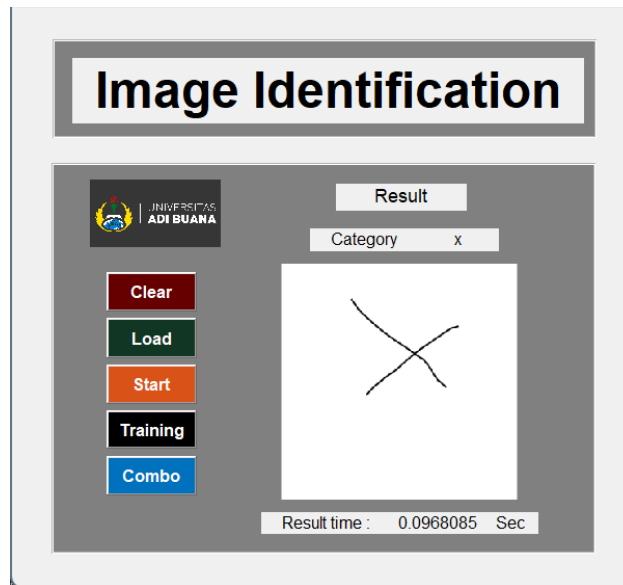 Image Identification
UNIVERSITAS
ADI BUANA
Result
Category x
Clear
Load
Start
Training
Combo
Result time : 0.0968085 Sec